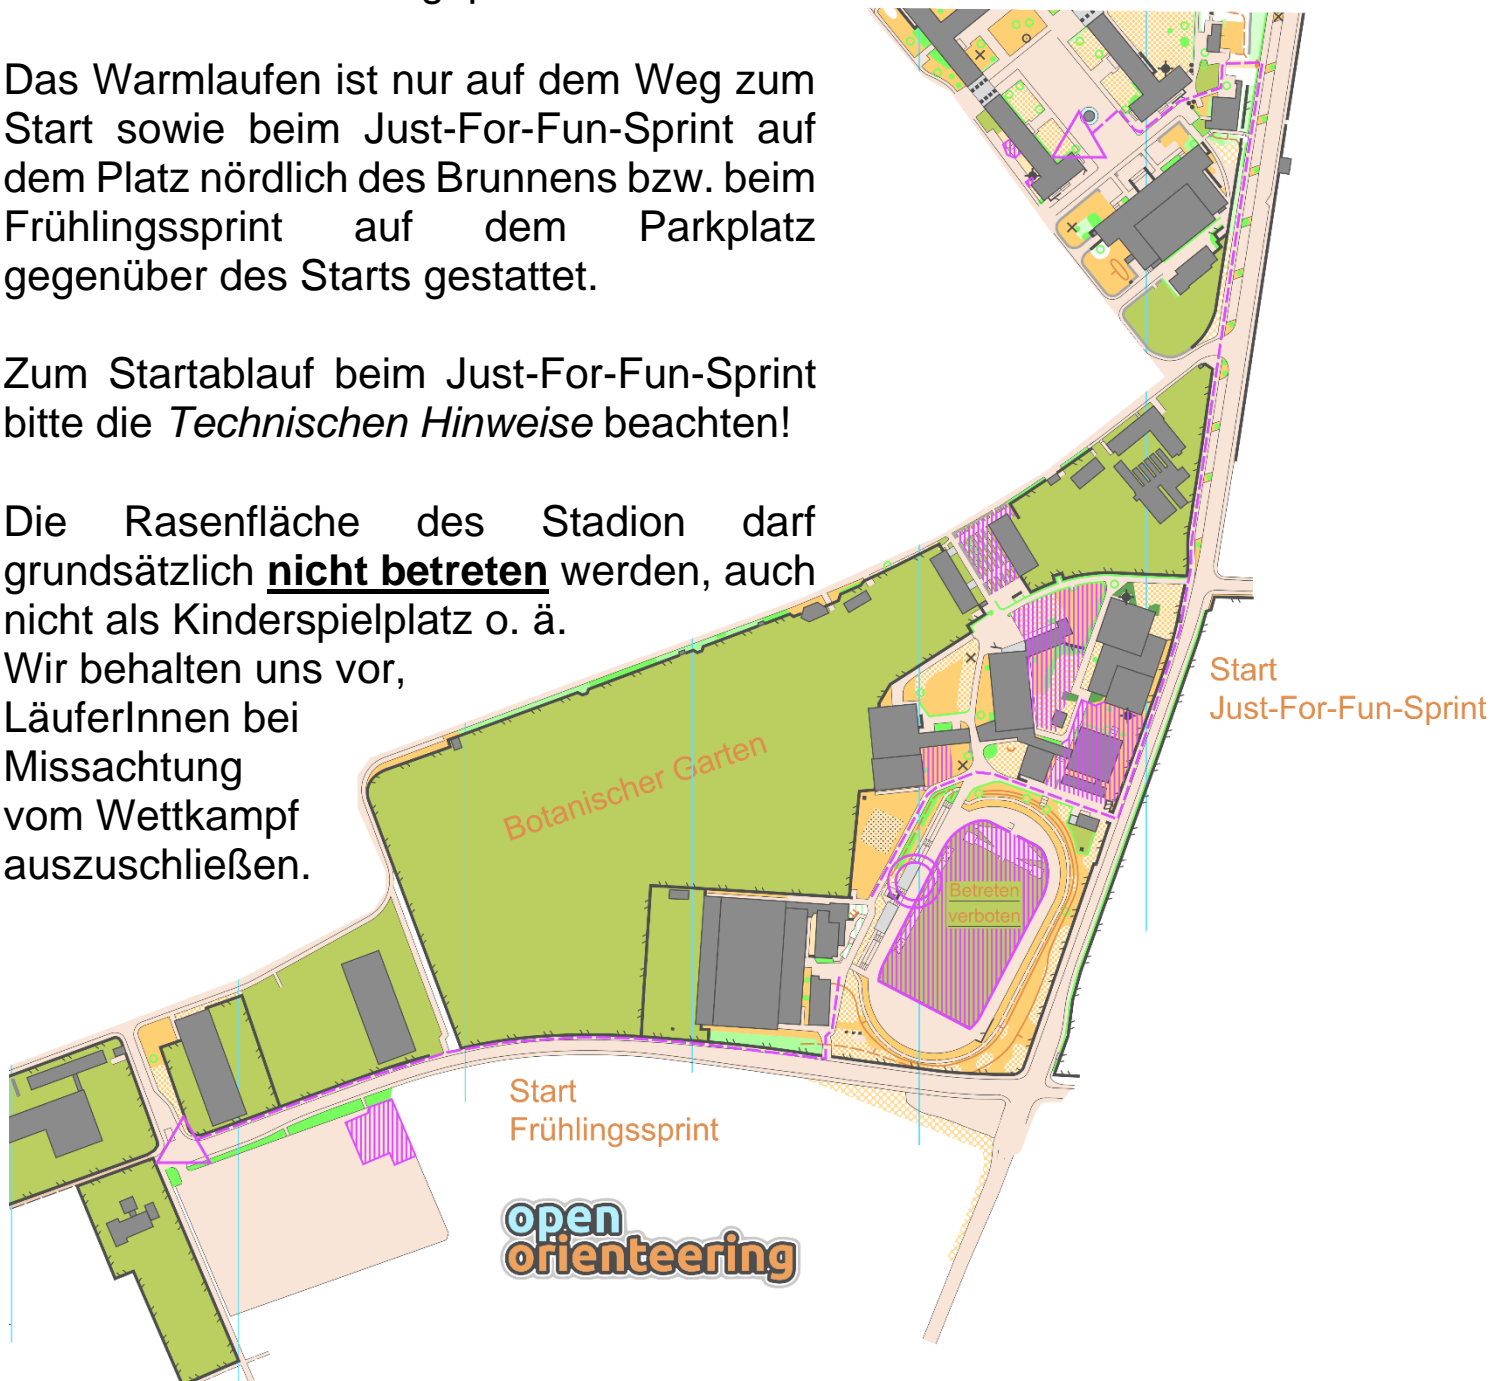 Das Warmlaufen ist nur auf dem Weg zum
Start sowie beim Just-For-Fun-Sprint auf
dem Platz nördlich des Brunnens bzw. beim
Frühlingssprint auf dem Parkplatz
gegenüber des Starts gestattet.
Zum Startablauf beim Just-For-Fun-Sprint
bitte die Technischen Hinweise beachten!
Die Rasenfläche des Stadion darf
grundsätzlich nicht betreten werden, auch
nicht als Kinderspielplatz o. ä.
Wir behalten uns vor,
LäuferInnen bei
Missachtung
vom Wettkampf
auszuschließen.
Start
Just-For-Fun-Sprint
Botanischer Garten
Betreten
verboten
Start
Frühlingssprint
open
orienteering